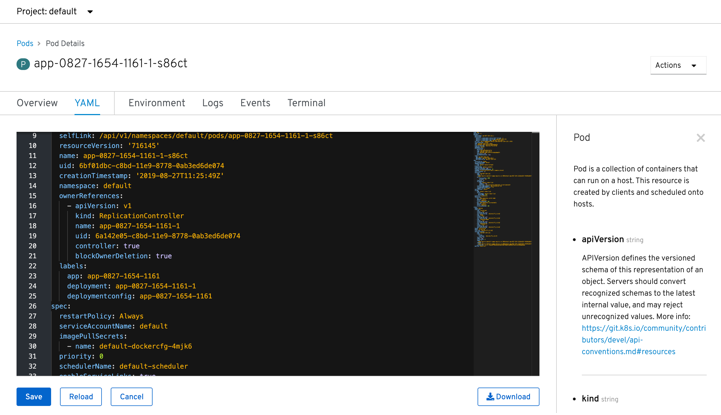 Project: default
Pods > Pod Details
P app-0827-1654-1161-1-s86ct
Actions
Overview YAML Environment Logs Events Terminal
9 selfLink: /api/v1/namespaces/default/pods/app-0827-1654-1161-1-s86ct
10 resourceVersion: '716145'
11 name: app-0827-1654-1161-1-s86ct
12 uid: 6bf01dbc-c8bd-11e9-8778-0ab3ed6de074
13 creationTimestamp: '2019-08-27T11:25:49Z'
14 namespace: default
15 ownerReferences:
16 - apiVersion: v1
17 kind: ReplicationController
18 name: app-0827-1654-1161-1
19 uid: 6a142e05-c8bd-11e9-8778-0ab3ed6de074
20 controller: true
21 blockOwnerDeletion: true
22 labels:
23 app: app-0827-1654-1161
24 deployment: app-0827-1654-1161-1
25 deploymentconfig: app-0827-1654-1161
26 spec:
27 restartPolicy: Always
28 serviceAccountName: default
29 imagePullSecrets:
30 - name: default-dockercfg-4mjk6
31 priority: 0
32 schedulerName: default-scheduler
33 enableServiceLinks: true
Save Reload Cancel Download
Pod
Pod is a collection of containers that
can run on a host. This resource is
created by clients and scheduled onto
hosts.
• apiVersion string
APIVersion defines the versioned
schema of this representation of an
object. Servers should convert
recognized schemas to the latest
internal value, and may reject
unrecognized values. More info:
https://git.k8s.io/community/contri
butors/devel/api-
conventions.md#resources
• kind string